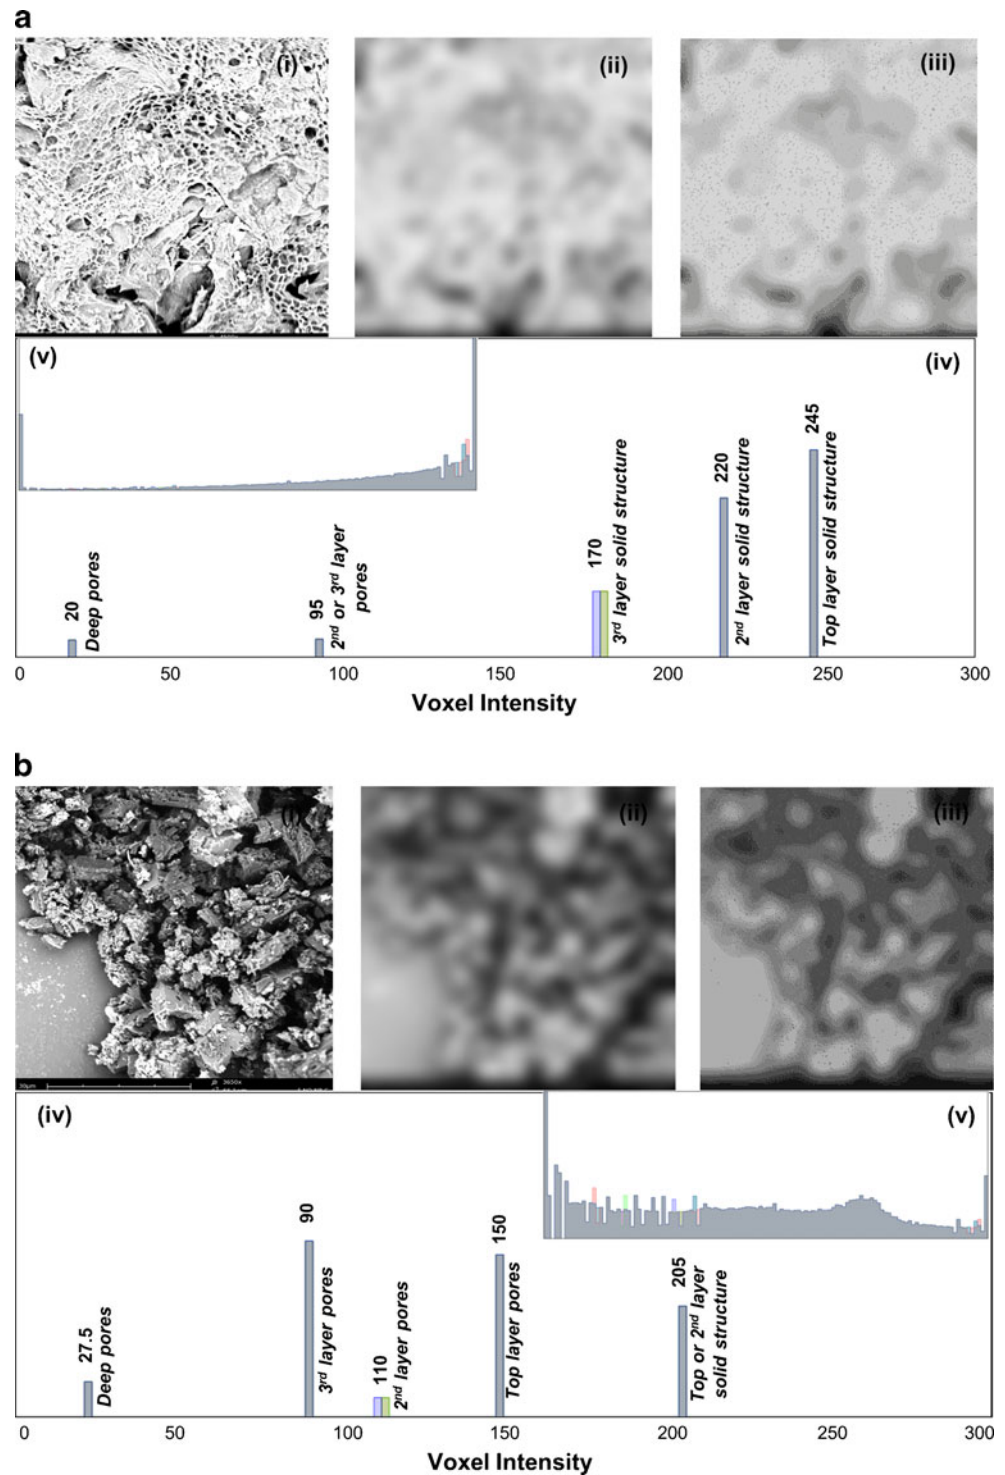 a
(i)
(ii)
(iii)
(v)
(iv)
20
Deep pores
95
2nd or 3rd layer
pores
170
3rd layer solid structure
220
2nd layer solid structure
245
Top layer solid structure
0 50 100 150 200 250 300
Voxel Intensity
b
(i)
(ii)
(iii)
(iv)
(v)
30µm
3650x
27.5
Deep pores
90
3rd layer pores
110
2nd layer pores
150
Top layer pores
205
Top or 2nd layer
solid structure
0 50 100 150 200 250 300
Voxel Intensity